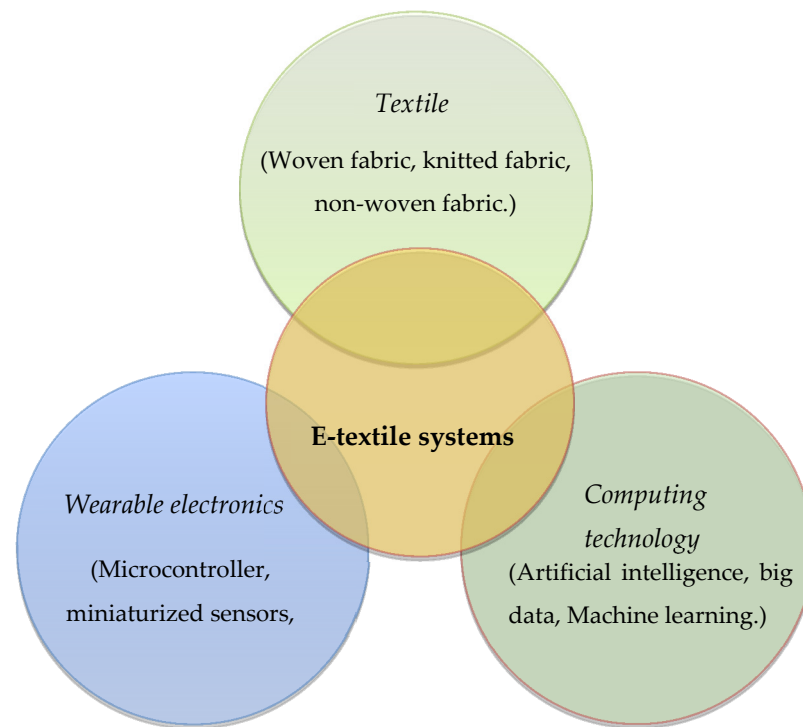 Textile
(Woven fabric, knitted fabric,
non-woven fabric.)
E-textile systems
Wearable electronics
(Microcontroller,
miniaturized sensors,
Computing
technology
(Artificial intelligence, big
data, Machine learning.)